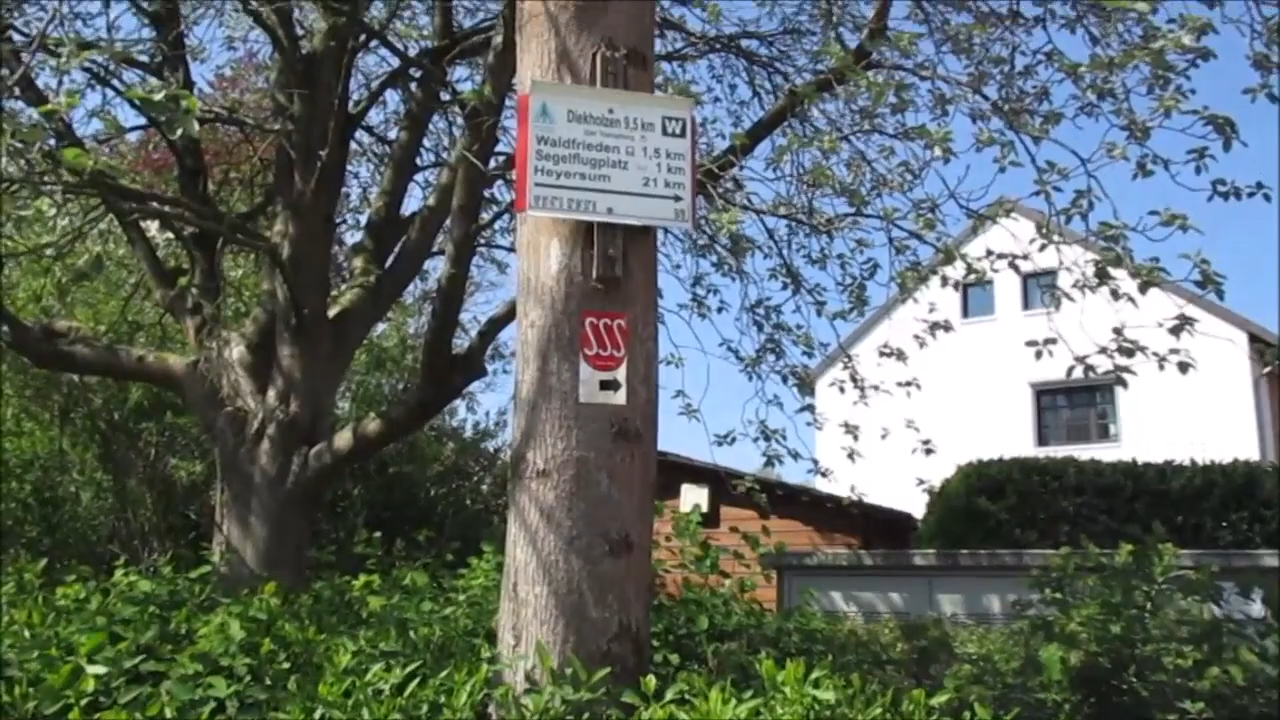 Diekholzen 9,5 km W
Waldfrieden 1,5 km
Segelflugplatz 1 km
Heyersum 21 km
SSS